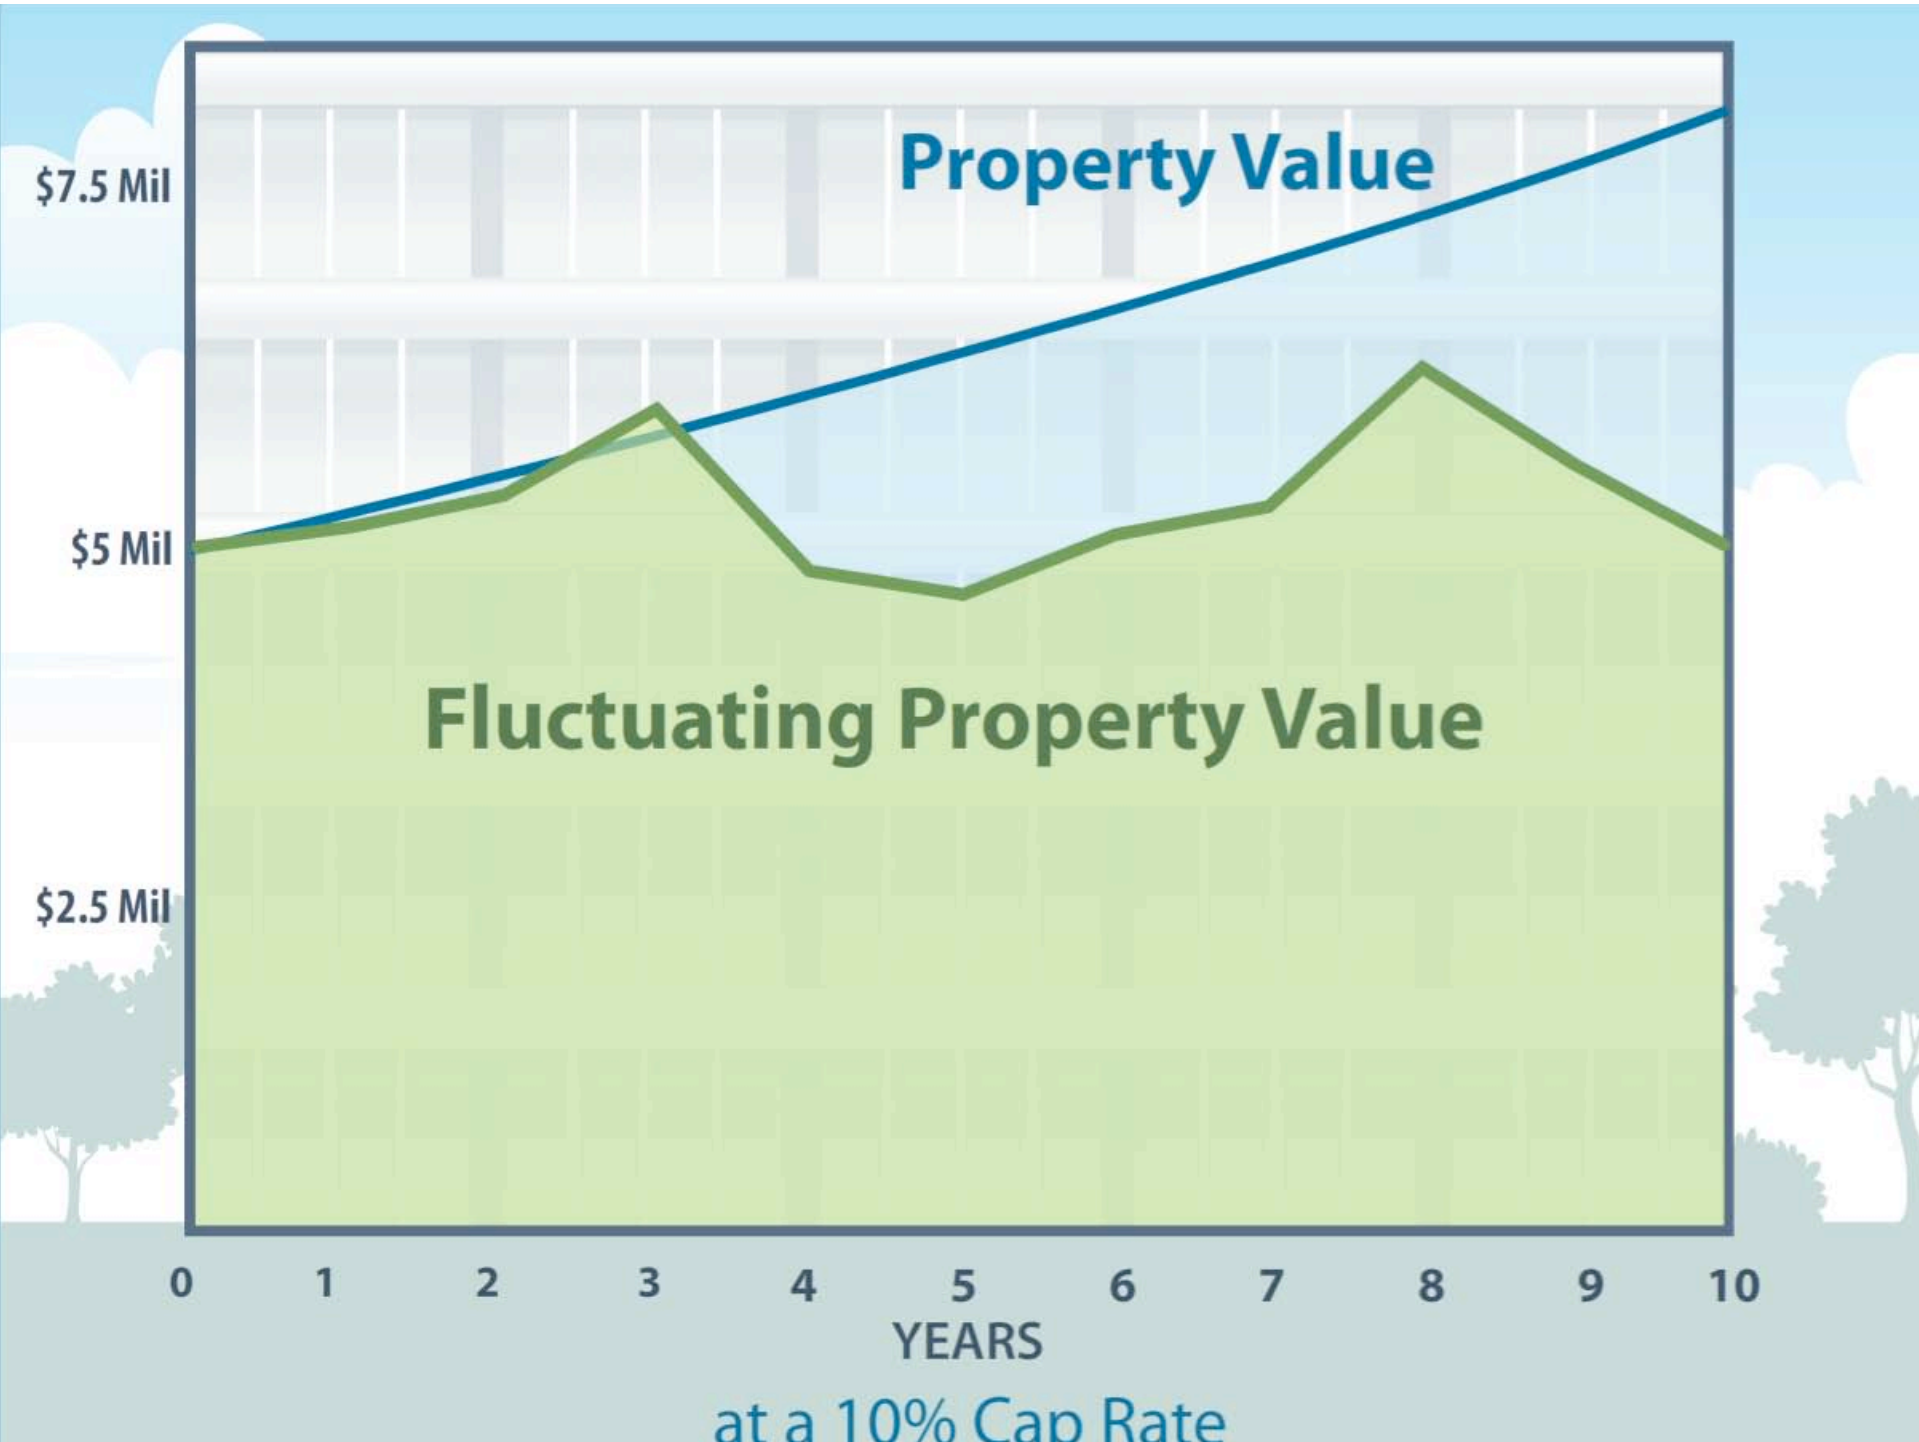 Property Value
$7.5 Mil
$5 Mil
Fluctuating Property Value
$2.5 Mil
0 1 2 3 4 5 6 7 8 9 10
YEARS
at a 10% Cap Rate